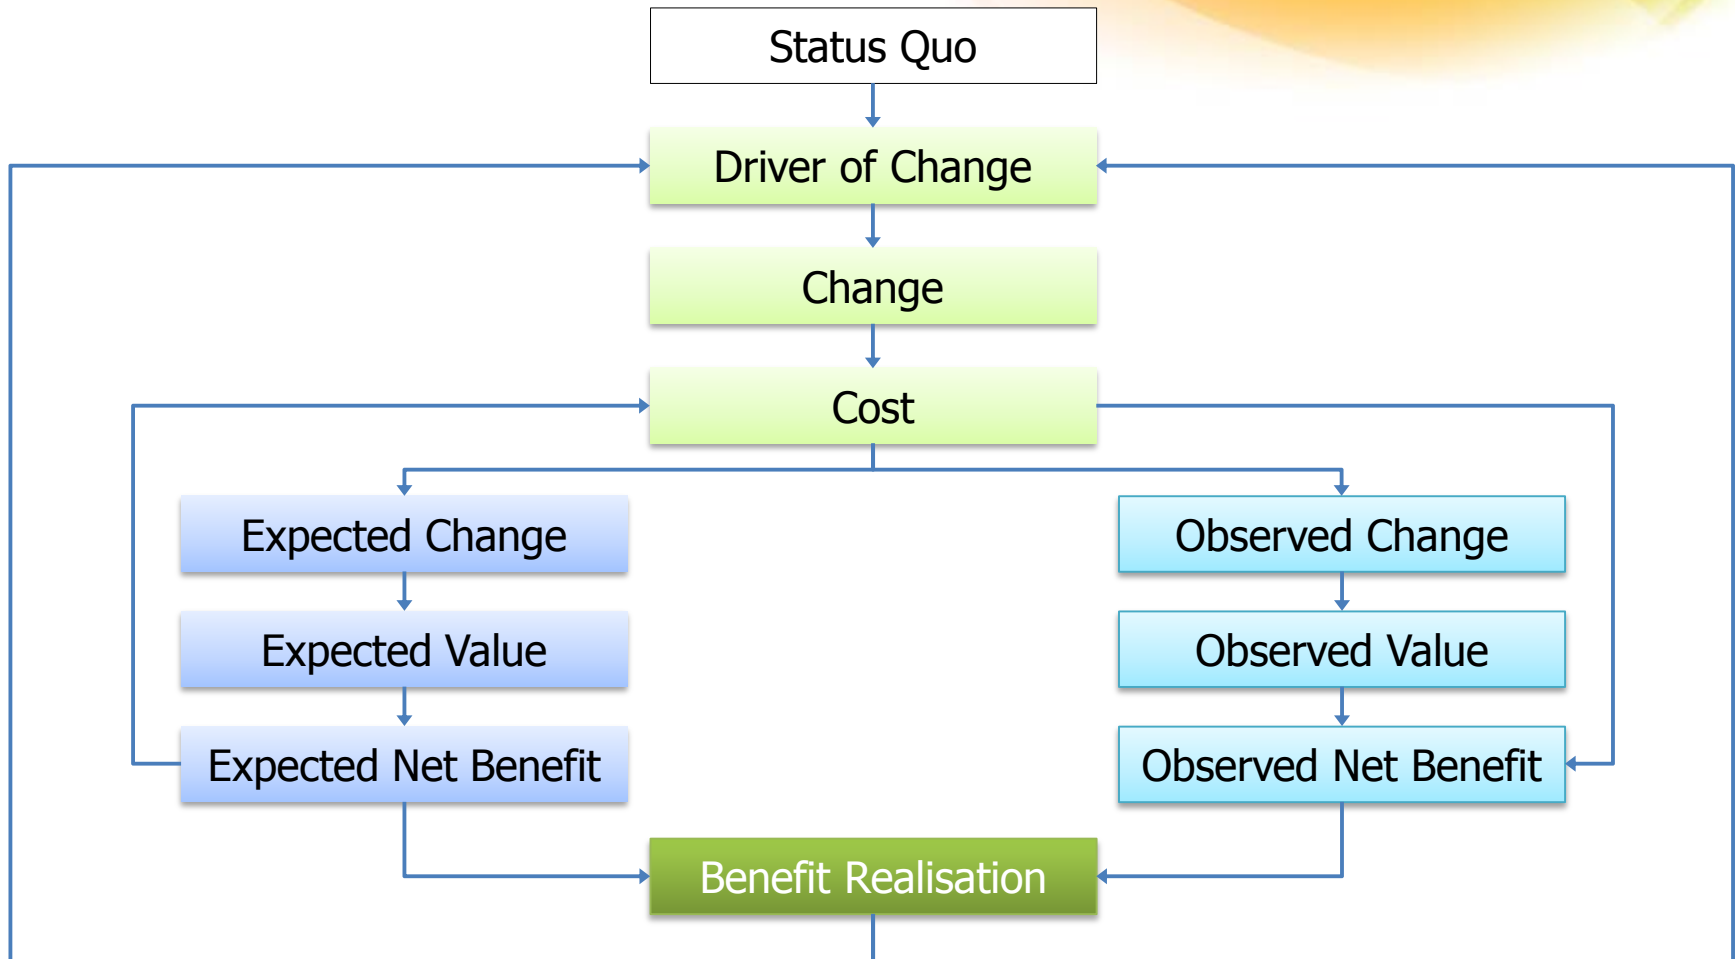 Status Quo
Driver of Change
Change
Cost
Expected Change
Observed Change
Expected Value
Observed Value
Expected Net Benefit
Observed Net Benefit
Benefit Realisation